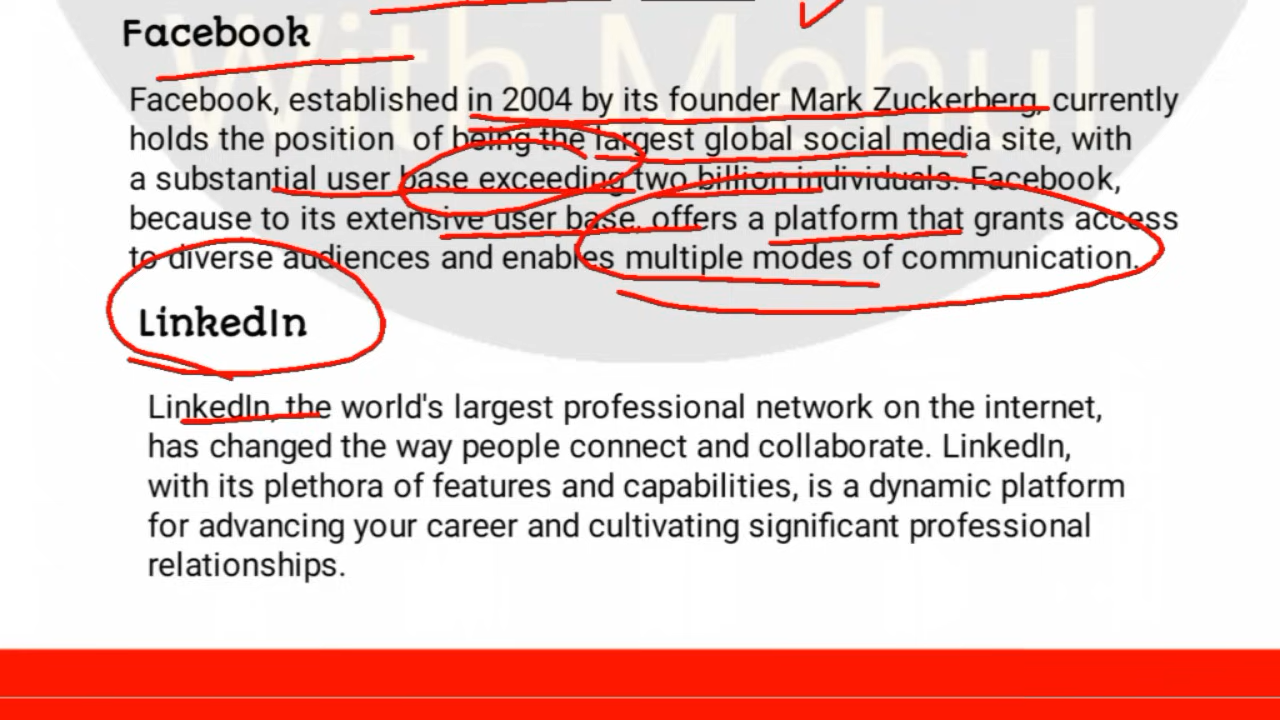 With Mehul
Facebook
Facebook, established in 2004 by its founder Mark Zuckerberg, currently
holds the position of being the largest global social media site, with
a substantial user base exceeding two billion individuals. Facebook,
because to its extensive user base, offers a platform that grants access
to diverse audiences and enables multiple modes of communication.
LinkedIn
LinkedIn, the world's largest professional network on the internet,
has changed the way people connect and collaborate. LinkedIn,
with its plethora of features and capabilities, is a dynamic platform
for advancing your career and cultivating significant professional
relationships.